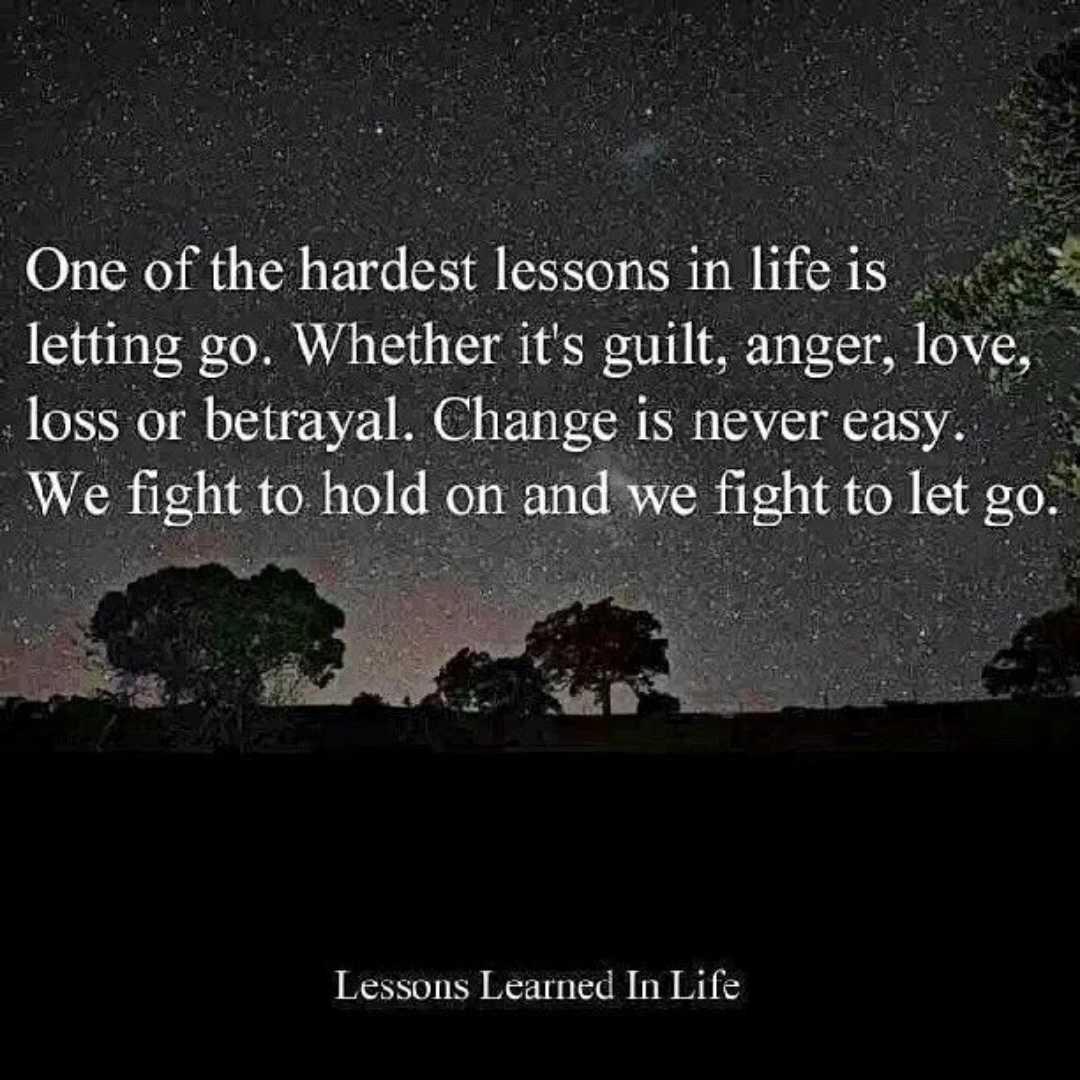 One of the hardest lessons in life is
letting go. Whether it's guilt, anger, love,
loss or betrayal. Change is never easy.
We fight to hold on and we fight to let go.
Lessons Learned In Life